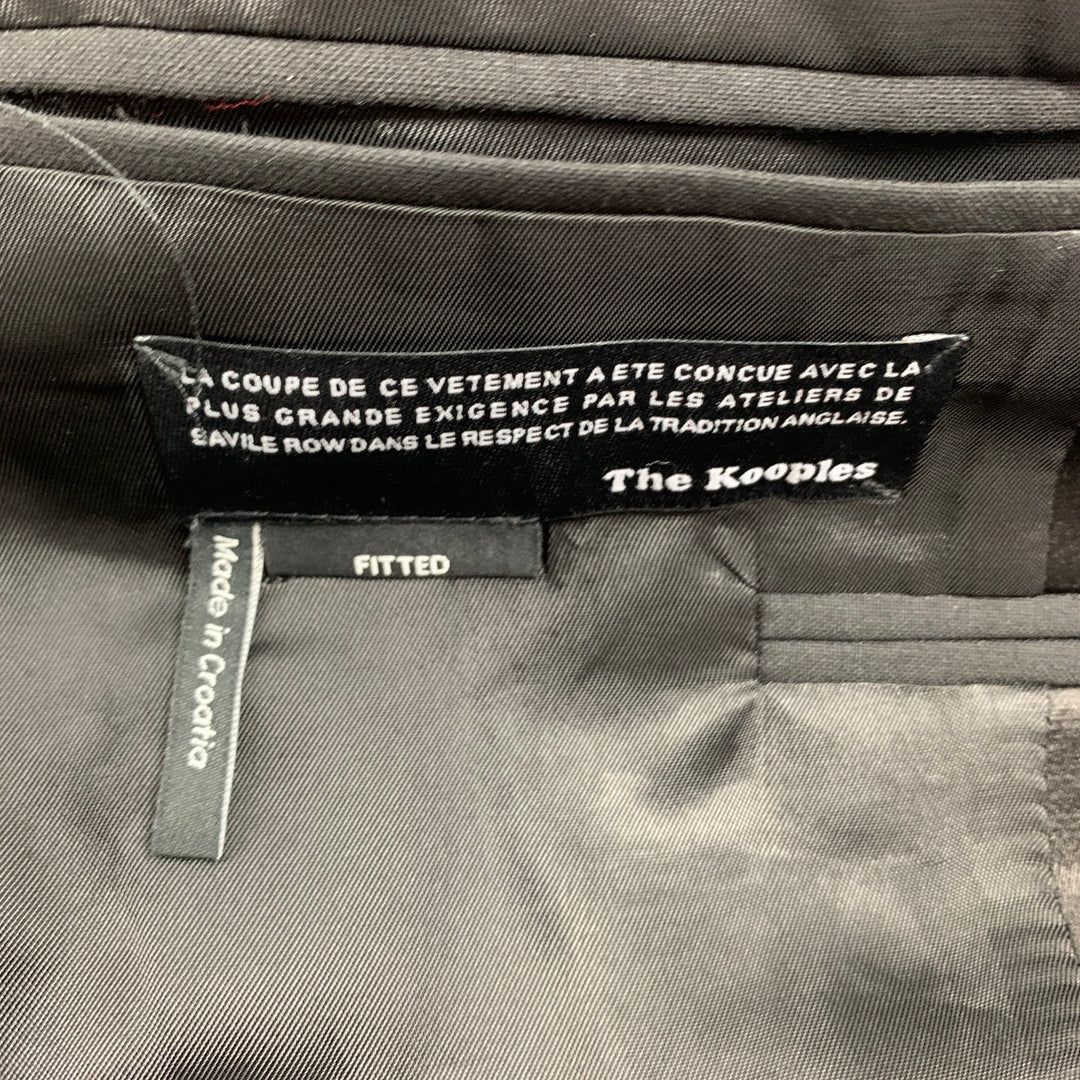 LA COUPE DE CE VETEMENT A ETE CONCUE AVEC LA
PLUS GRANDE EXIGENCE PAR LES ATELIERS DE
SAVILE ROW DANS LE RESPECT DE LA TRADITION ANGLAISE.
The Kooples
FITTED
Made in Croatia